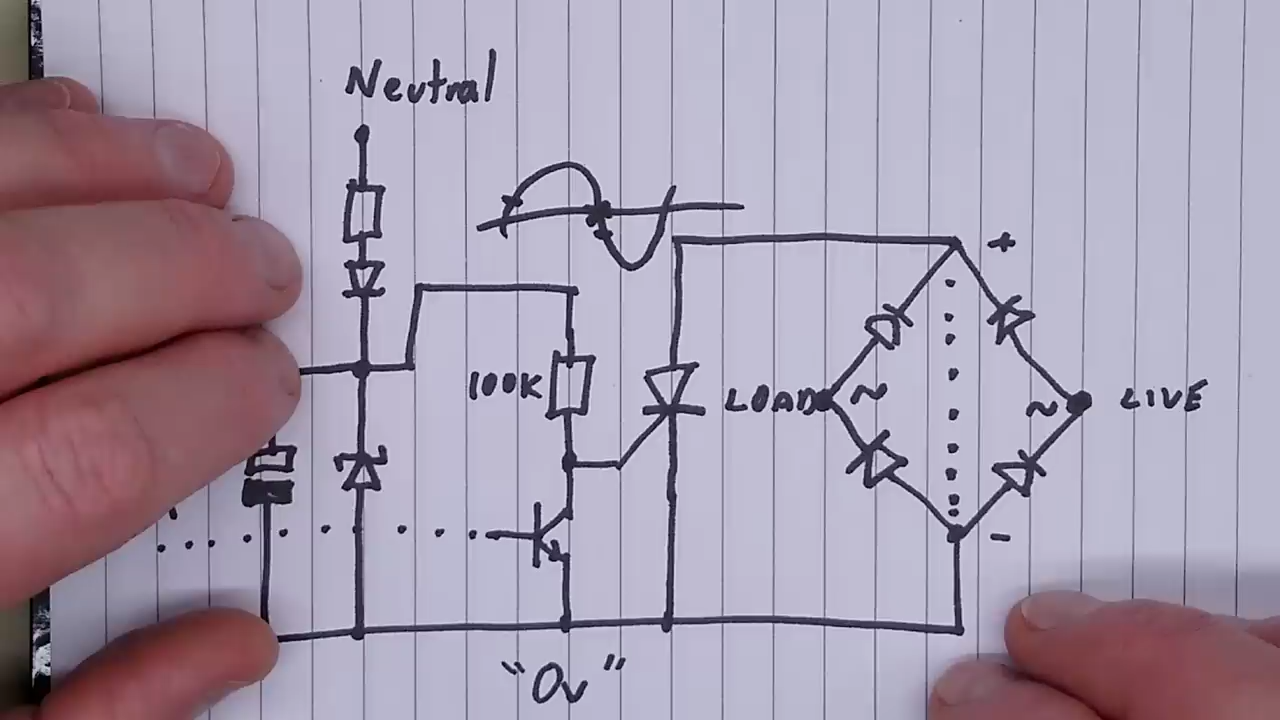 Neutral
+
100K
LOAD
~
~
LIVE
-
"0v"